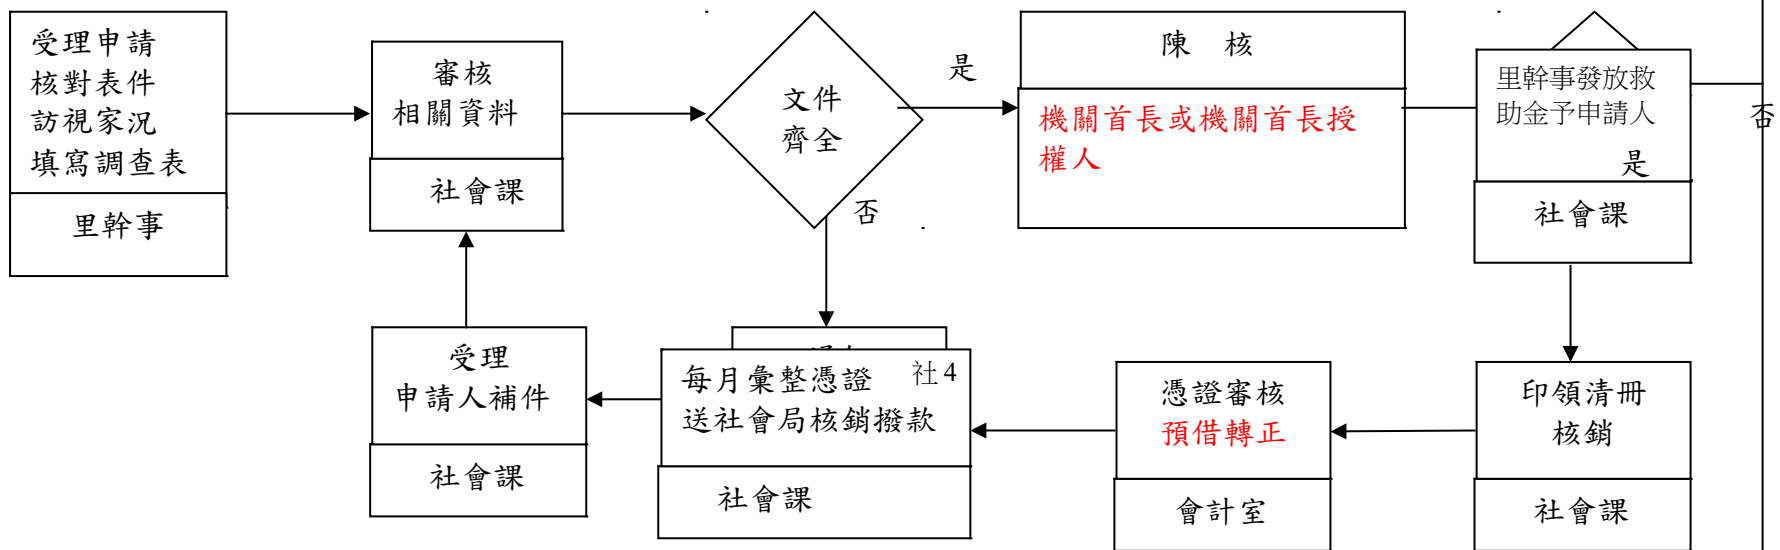 受理申請
核對表件
訪視家況
填寫調查表
里幹事
審核
相關資料
社會課
文件
齊全
是
否
陳　核
機關首長或機關首長授
權人
里幹事發放救
助金予申請人
是
社會課
否
受理
申請人補件
社會課
每月彙整憑證
社4
送社會局核銷撥款
社會課
憑證審核
預借轉正
會計室
印領清冊
核銷
社會課